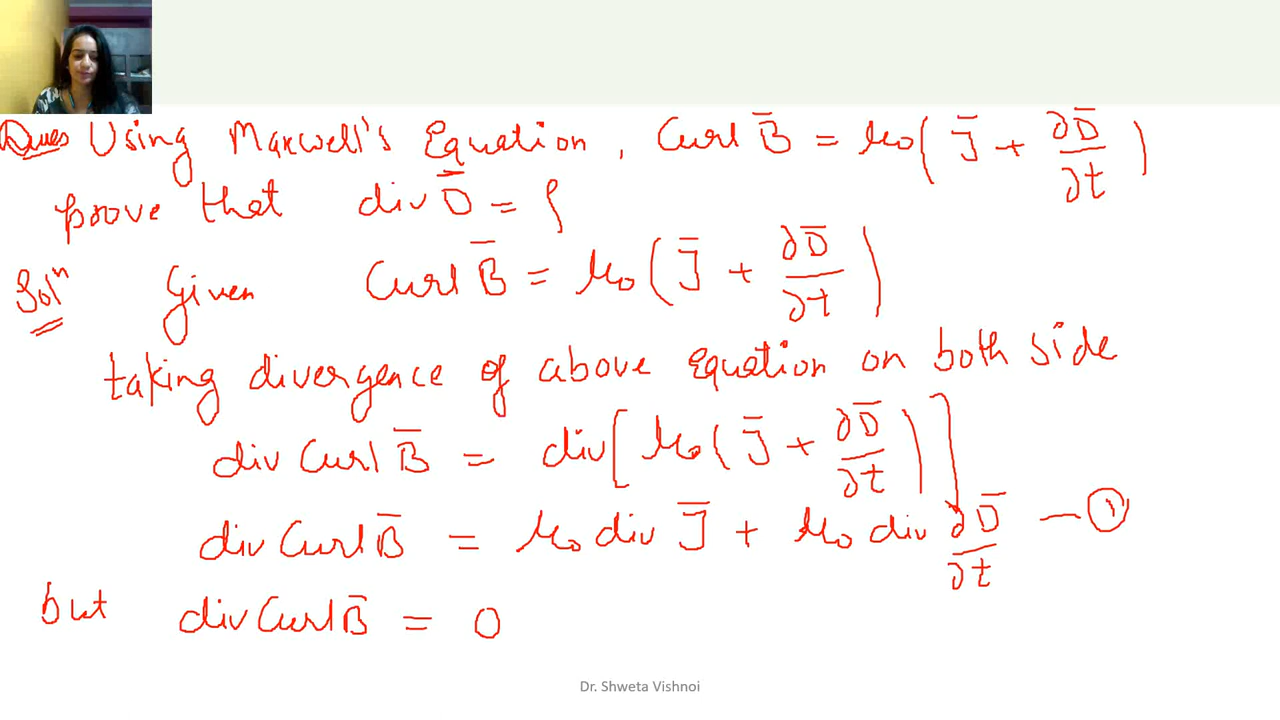 Ques Using Maxwell's Equation, Curl B̄ = μ₀( J̄ + ∂D̄/∂t )
prove that div D̄ = ρ
Solⁿ Given Curl B̄ = μ₀( J̄ + ∂D̄/∂t )
taking divergence of above equation on both side
div Curl B̄ = div[ μ₀( J̄ + ∂D̄/∂t ) ]
div Curl B̄ = μ₀ div J̄ + μ₀ div ∂D̄/∂t — ①
but div Curl B̄ = 0
Dr. Shweta Vishnoi